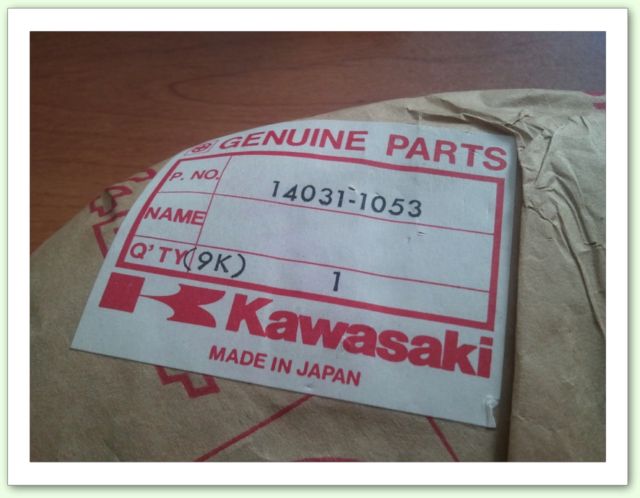 GENUINE PARTS
P. NO. 14031-1053
NAME
Q'TY (9K) 1
Kawasaki
MADE IN JAPAN